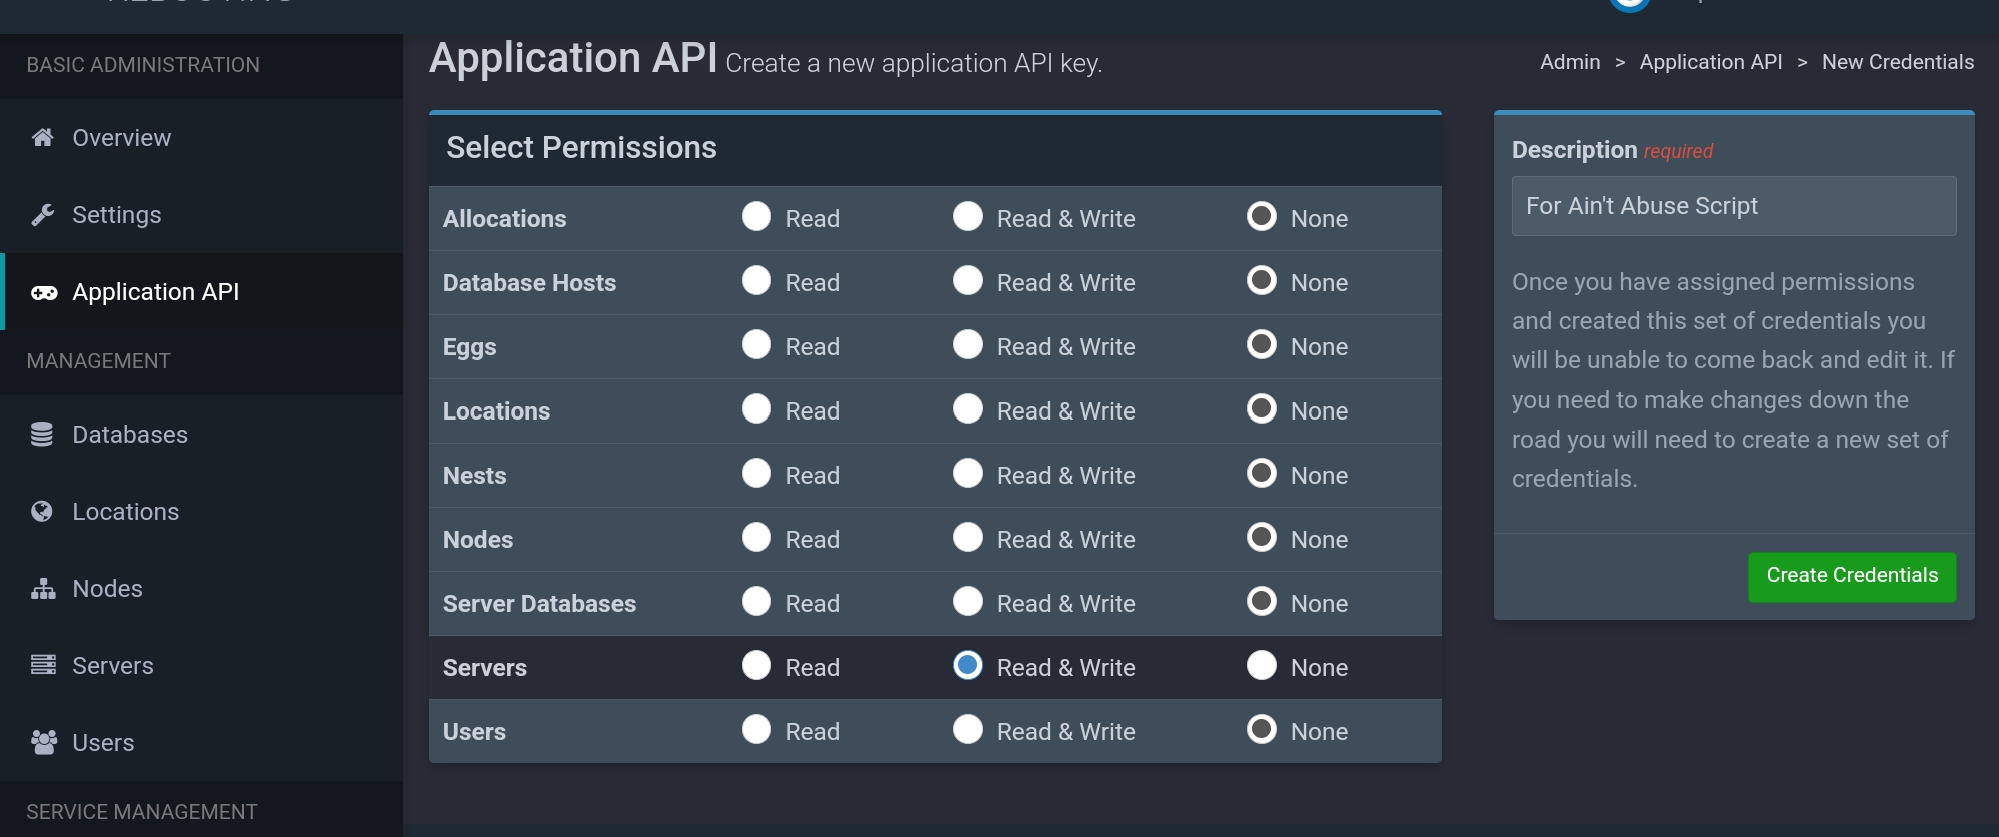 BASIC ADMINISTRATION
Overview
Settings
Application API
MANAGEMENT
Databases
Locations
Nodes
Servers
Users
SERVICE MANAGEMENT
Application API Create a new application API key.
Admin > Application API > New Credentials
Select Permissions
Allocations Read Read & Write None
Database Hosts Read Read & Write None
Eggs Read Read & Write None
Locations Read Read & Write None
Nests Read Read & Write None
Nodes Read Read & Write None
Server Databases Read Read & Write None
Servers Read Read & Write None
Users Read Read & Write None
Description required
For Ain't Abuse Script
Once you have assigned permissions
and created this set of credentials you
will be unable to come back and edit it. If
you need to make changes down the
road you will need to create a new set of
credentials.
Create Credentials